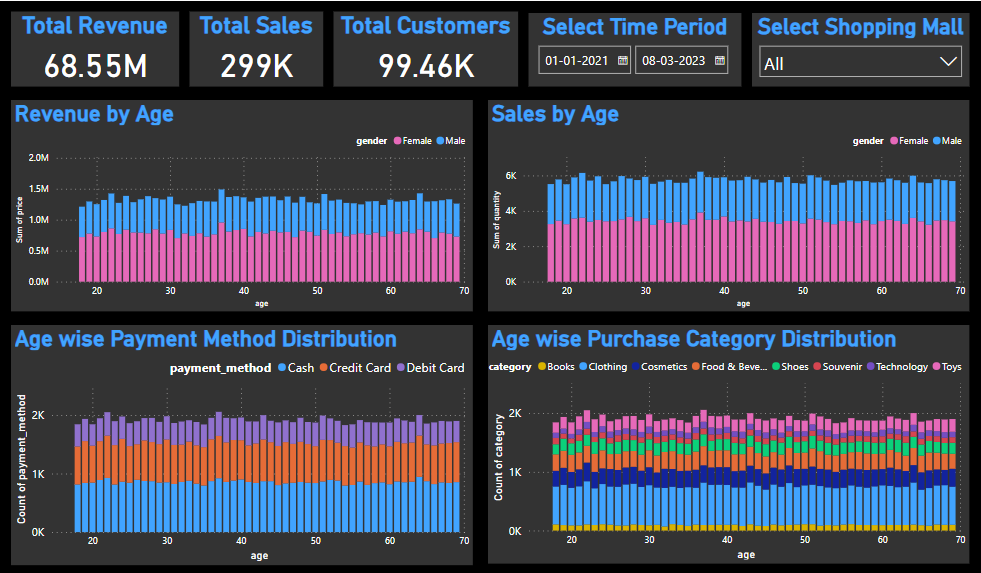 Total Revenue
68.55M
Total Sales
299K
Total Customers
99.46K
Select Time Period
01-01-2021 08-03-2023
Select Shopping Mall
All
Revenue by Age
gender Female Male
2.0M
1.5M
1.0M
0.5M
0.0M
Sum of price
20 30 40 50 60 70
age
Sales by Age
gender Female Male
6K
4K
2K
0K
Sum of quantity
20 30 40 50 60 70
age
Age wise Payment Method Distribution
payment_method Cash Credit Card Debit Card
2K
1K
0K
Count of payment_method
20 30 40 50 60 70
age
Age wise Purchase Category Distribution
category Books Clothing Cosmetics Food & Beve... Shoes Souvenir Technology Toys
2K
1K
0K
Count of category
20 30 40 50 60 70
age